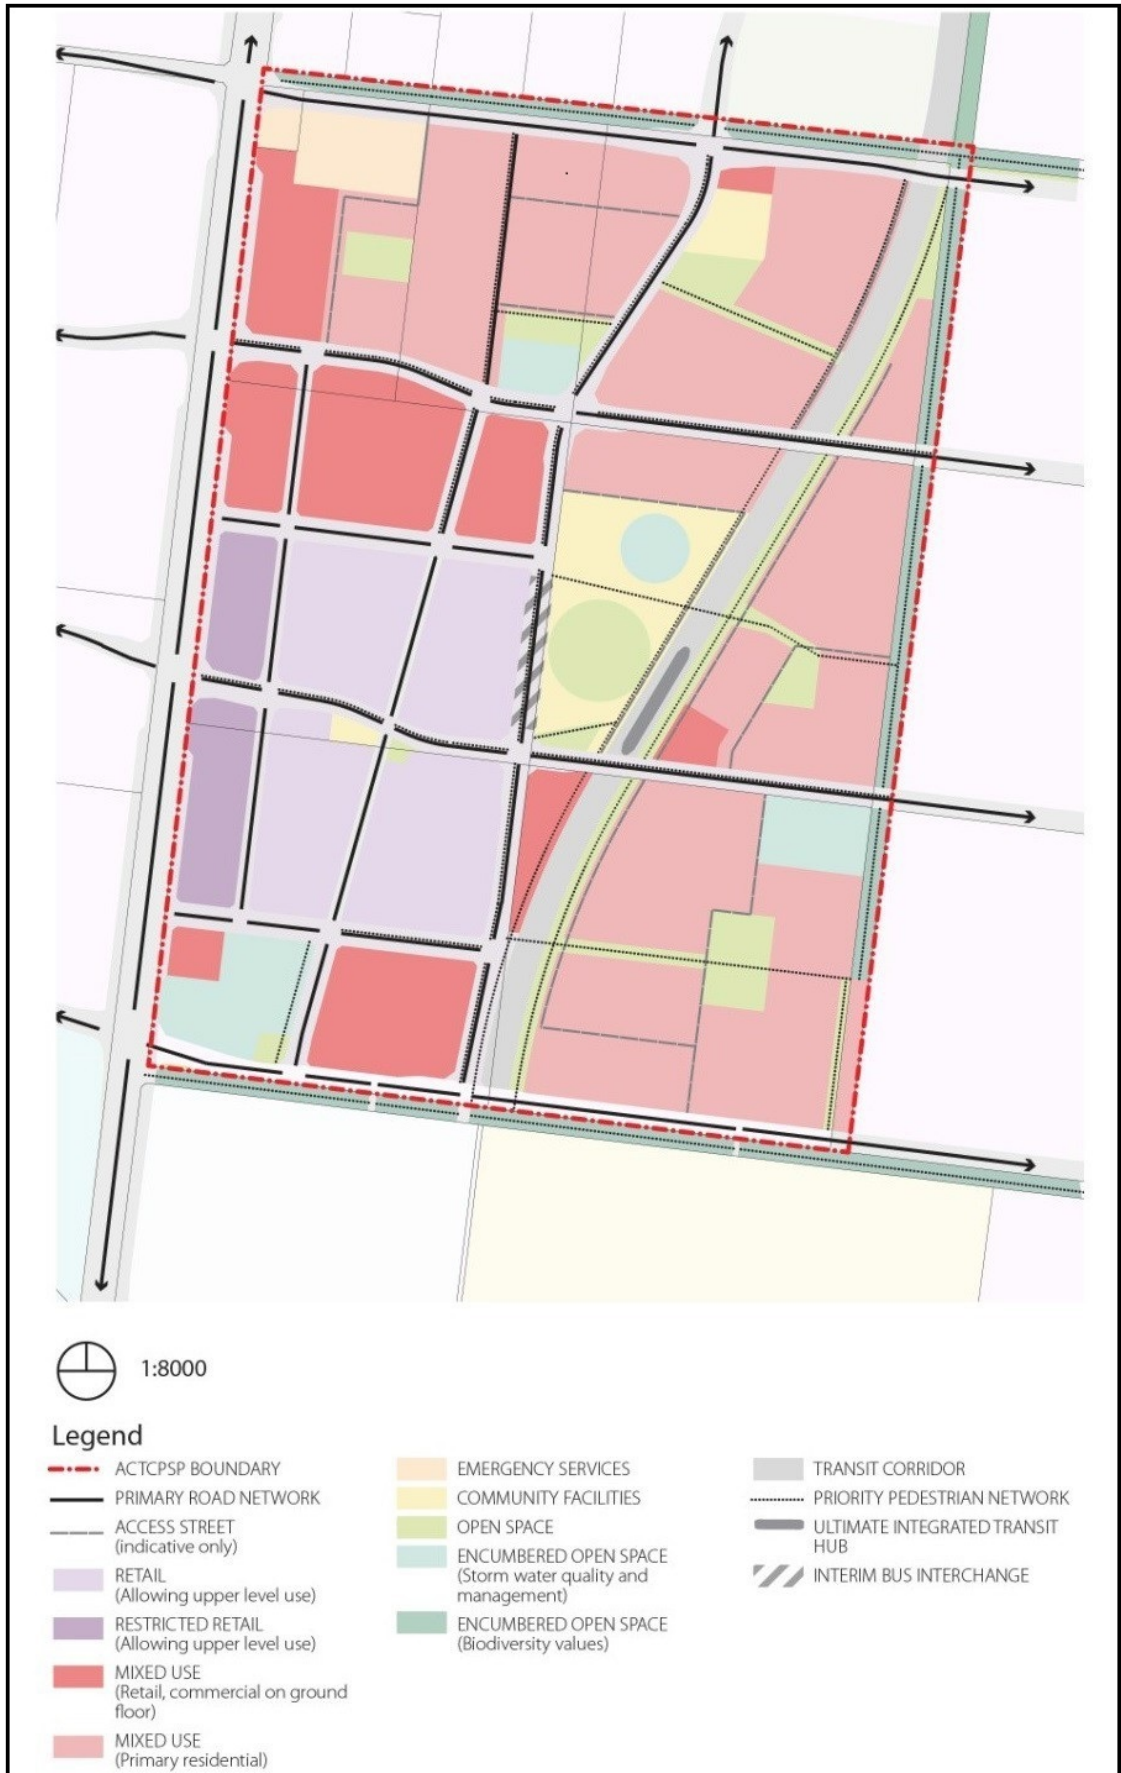 1:8000
Legend
ACTCPSP BOUNDARY
PRIMARY ROAD NETWORK
ACCESS STREET
(indicative only)
RETAIL
(Allowing upper level use)
RESTRICTED RETAIL
(Allowing upper level use)
MIXED USE
(Retail, commercial on ground
floor)
MIXED USE
(Primary residential)
EMERGENCY SERVICES
COMMUNITY FACILITIES
OPEN SPACE
ENCUMBERED OPEN SPACE
(Storm water quality and
management)
ENCUMBERED OPEN SPACE
(Biodiversity values)
TRANSIT CORRIDOR
PRIORITY PEDESTRIAN NETWORK
ULTIMATE INTEGRATED TRANSIT
HUB
INTERIM BUS INTERCHANGE